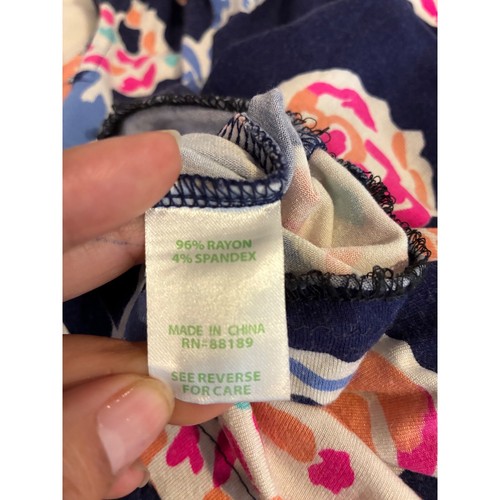 96% RAYON
4% SPANDEX
MADE IN CHINA
RN=88189
SEE REVERSE
FOR CARE